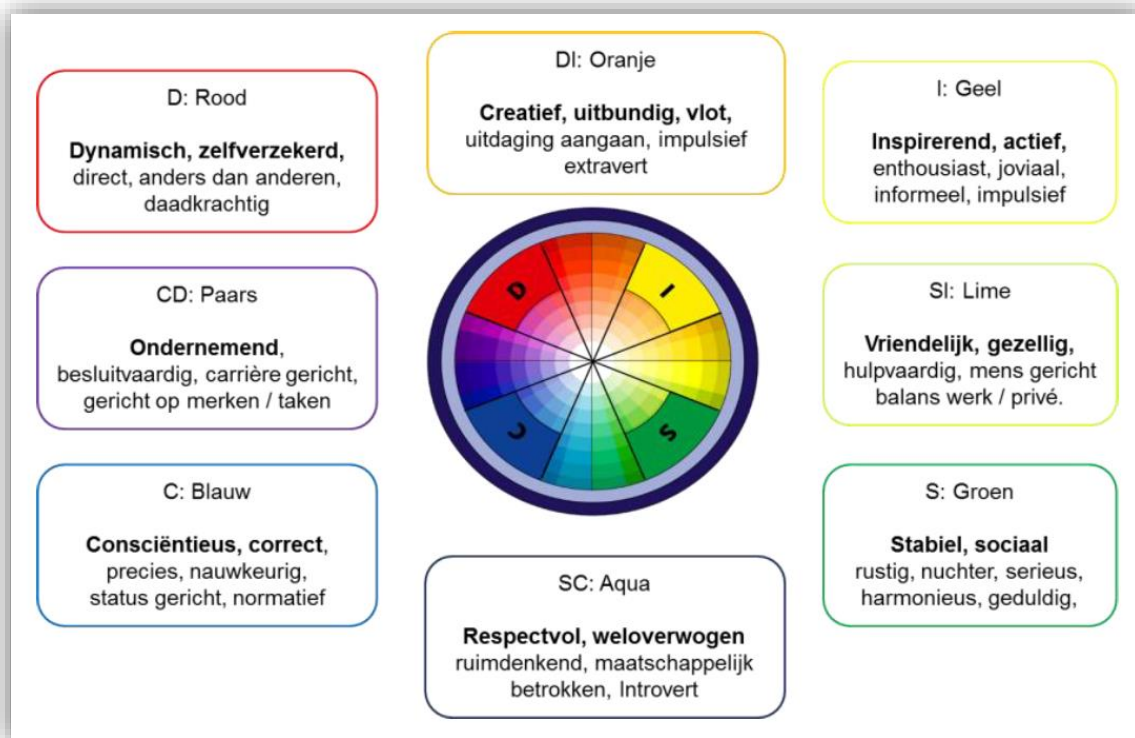 D: Rood
Dynamisch, zelfverzekerd,
direct, anders dan anderen,
daadkrachtig
DI: Oranje
Creatief, uitbundig, vlot,
uitdaging aangaan, impulsief
extravert
I: Geel
Inspirerend, actief,
enthousiast, joviaal,
informeel, impulsief
CD: Paars
Ondernemend,
besluitvaardig, carrière gericht,
gericht op merken / taken
D
I
C
S
SI: Lime
Vriendelijk, gezellig,
hulpvaardig, mens gericht
balans werk / privé.
C: Blauw
Consciëntieus, correct,
precies, nauwkeurig,
status gericht, normatief
SC: Aqua
Respectvol, weloverwogen
ruimdenkend, maatschappelijk
betrokken, Introvert
S: Groen
Stabiel, sociaal
rustig, nuchter, serieus,
harmonieus, geduldig,